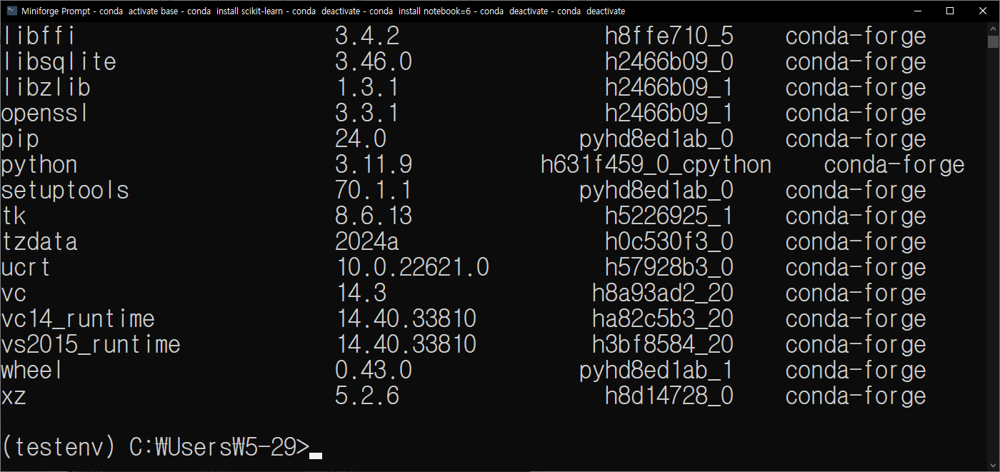 Miniforge Prompt - conda  activate base - conda  install scikit-learn - conda  deactivate - conda  install notebook=6 - conda  deactivate - conda  deactivate
libffi                    3.4.2                h8ffe710_5    conda-forge
libsqlite                 3.46.0               h2466b09_0    conda-forge
libzlib                   1.3.1                h2466b09_1    conda-forge
openssl                   3.3.1                h2466b09_1    conda-forge
pip                       24.0               pyhd8ed1ab_0    conda-forge
python                    3.11.9          h631f459_0_cpython    conda-forge
setuptools                70.1.1             pyhd8ed1ab_0    conda-forge
tk                        8.6.13               h5226925_1    conda-forge
tzdata                    2024a                h0c530f3_0    conda-forge
ucrt                      10.0.22621.0         h57928b3_0    conda-forge
vc                        14.3                h8a93ad2_20    conda-forge
vc14_runtime              14.40.33810         ha82c5b3_20    conda-forge
vs2015_runtime            14.40.33810         h3bf8584_20    conda-forge
wheel                     0.43.0             pyhd8ed1ab_1    conda-forge
xz                        5.2.6                h8d14728_0    conda-forge
(testenv) C:₩Users₩5-29>